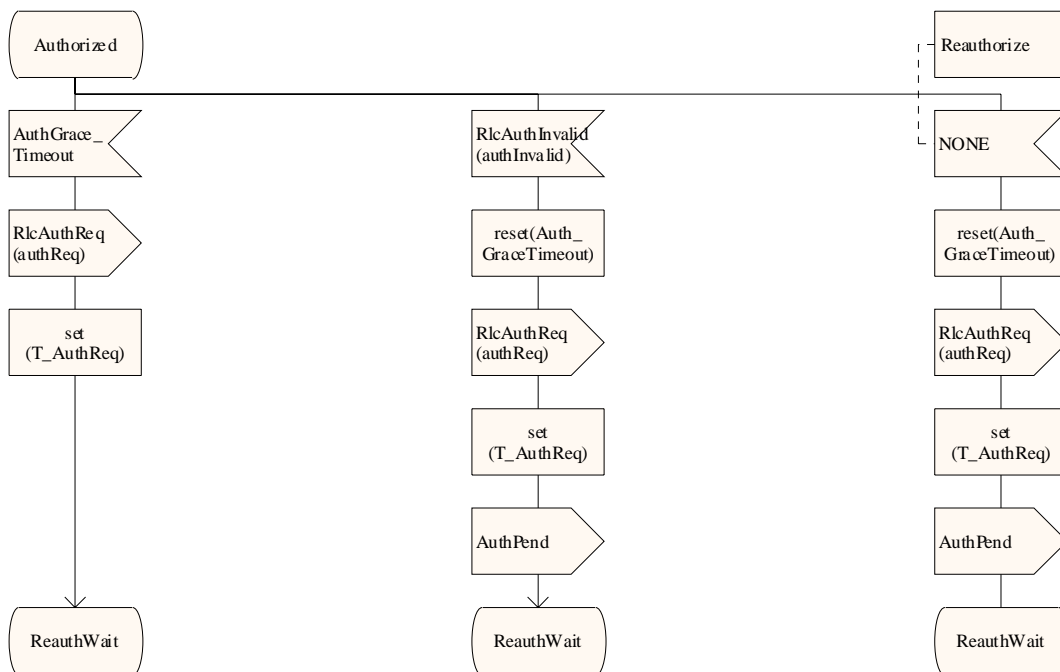 Authorized
Reauthorize
AuthGrace_
Timeout
RlcAuthInvalid
(authInvalid)
NONE
RlcAuthReq
(authReq)
reset(Auth_
GraceTimeout)
reset(Auth_
GraceTimeout)
set
(T_AuthReq)
RlcAuthReq
(authReq)
RlcAuthReq
(authReq)
set
(T_AuthReq)
set
(T_AuthReq)
AuthPend
AuthPend
ReauthWait
ReauthWait
ReauthWait